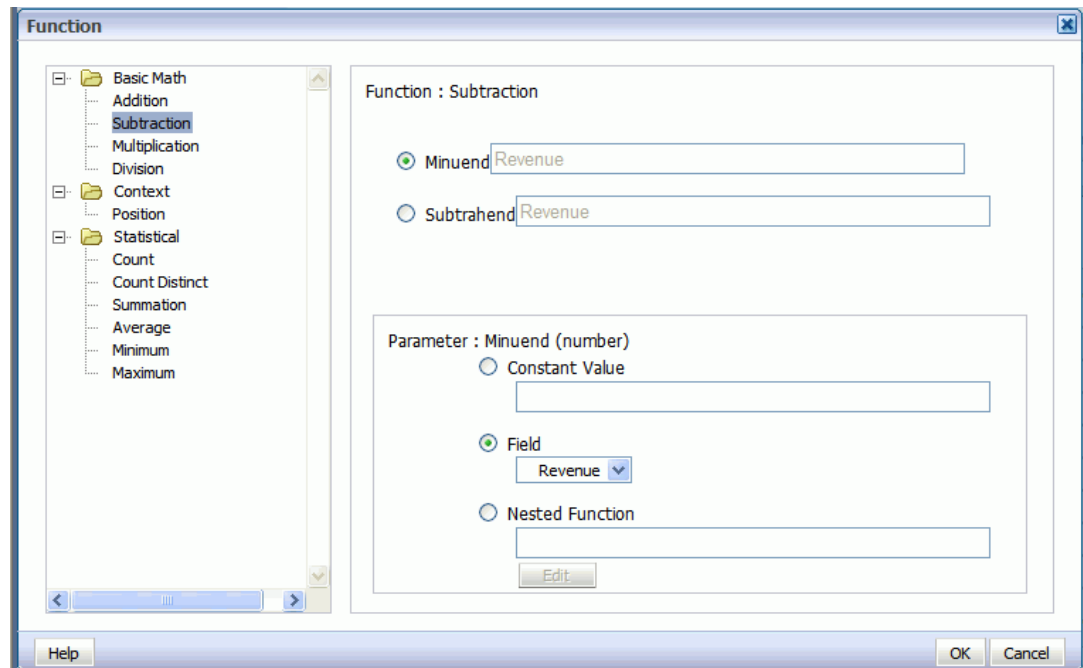 Function
Basic Math
Addition
Subtraction
Multiplication
Division
Context
Position
Statistical
Count
Count Distinct
Summation
Average
Minimum
Maximum
Function : Subtraction
Minuend Revenue
Subtrahend Revenue
Parameter : Minuend (number)
Constant Value
Field
Revenue
Nested Function
Edit
Help
OK
Cancel